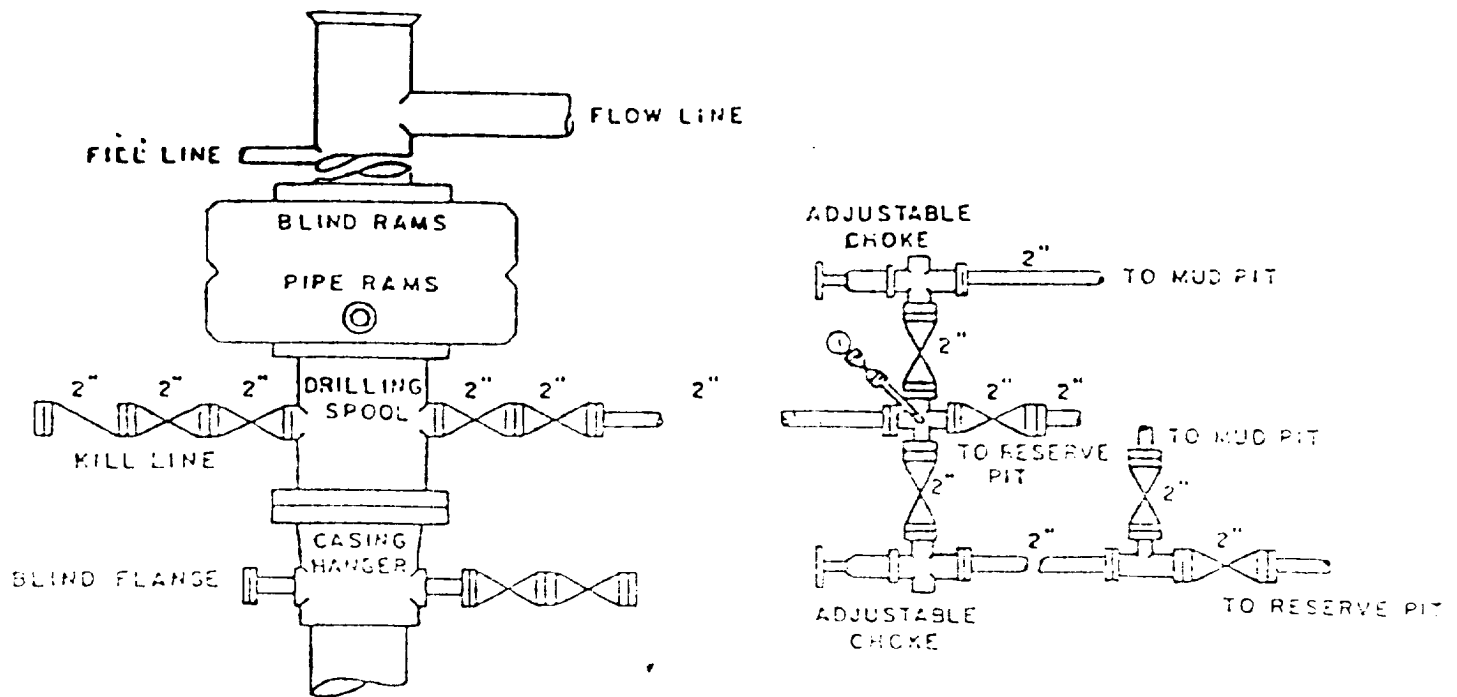 FLOW LINE
FILL LINE
BLIND RAMS
PIPE RAMS
2" 2" 2"
DRILLING
SPOOL
2" 2" 2"
KILL LINE
CASING
HANGER
BLIND FLANGE
ADJUSTABLE
CHOKE
2"
TO MUD PIT
2"
2" 2"
TO RESERVE
PIT
TO MUD PIT
2"
2"
2"
2"
TO RESERVE PIT
ADJUSTABLE
CHOKE